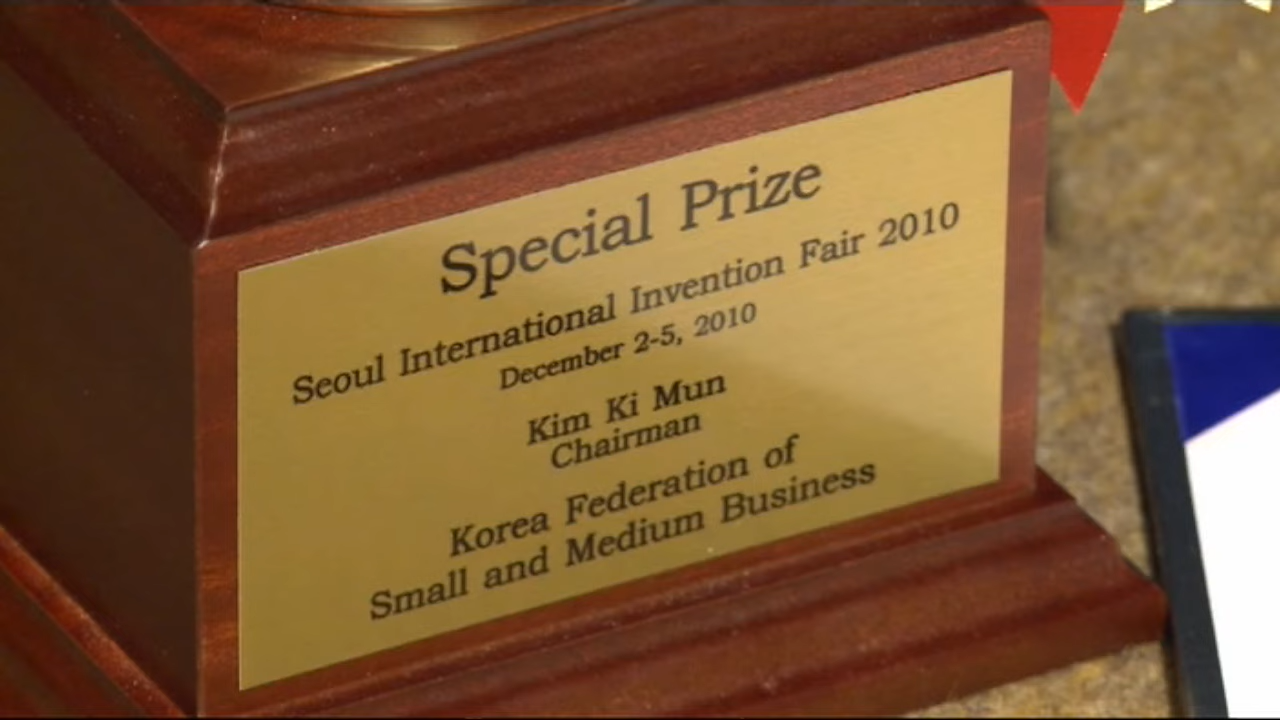 Special Prize
Seoul International Invention Fair 2010
December 2-5, 2010
Kim Ki Mun
Chairman
Korea Federation of
Small and Medium Business